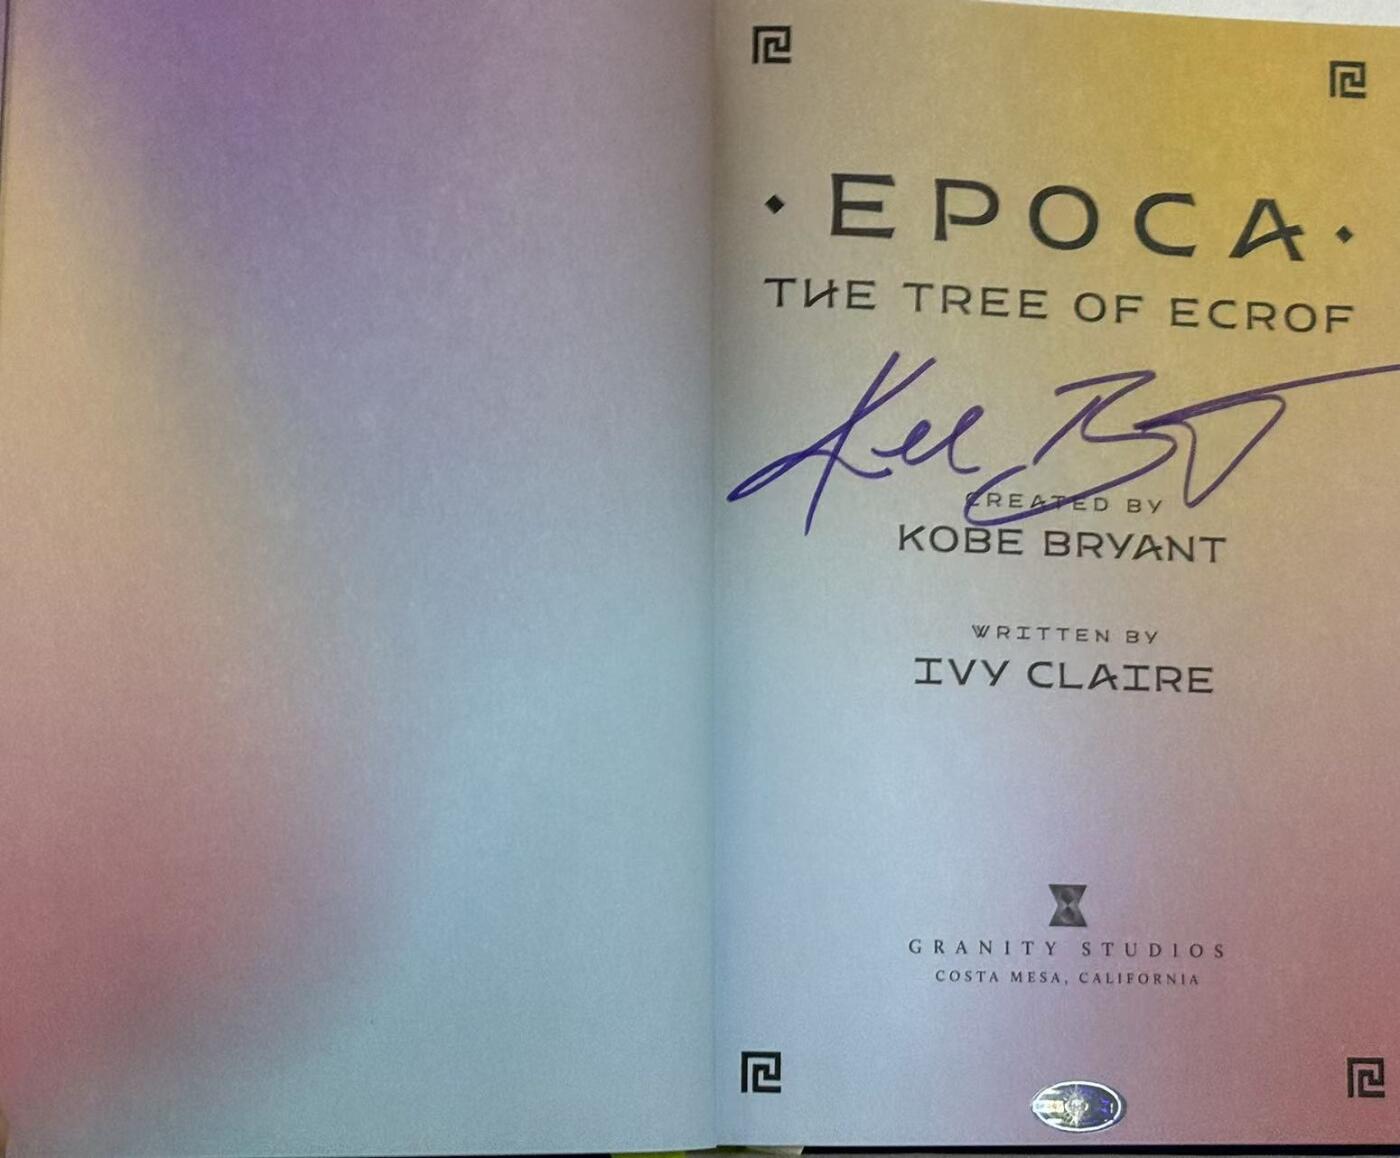 EPOCA
THE TREE OF ECROF
CREATED BY
KOBE BRYANT
WRITTEN BY
IVY CLAIRE
GRANITY STUDIOS
COSTA MESA, CALIFORNIA